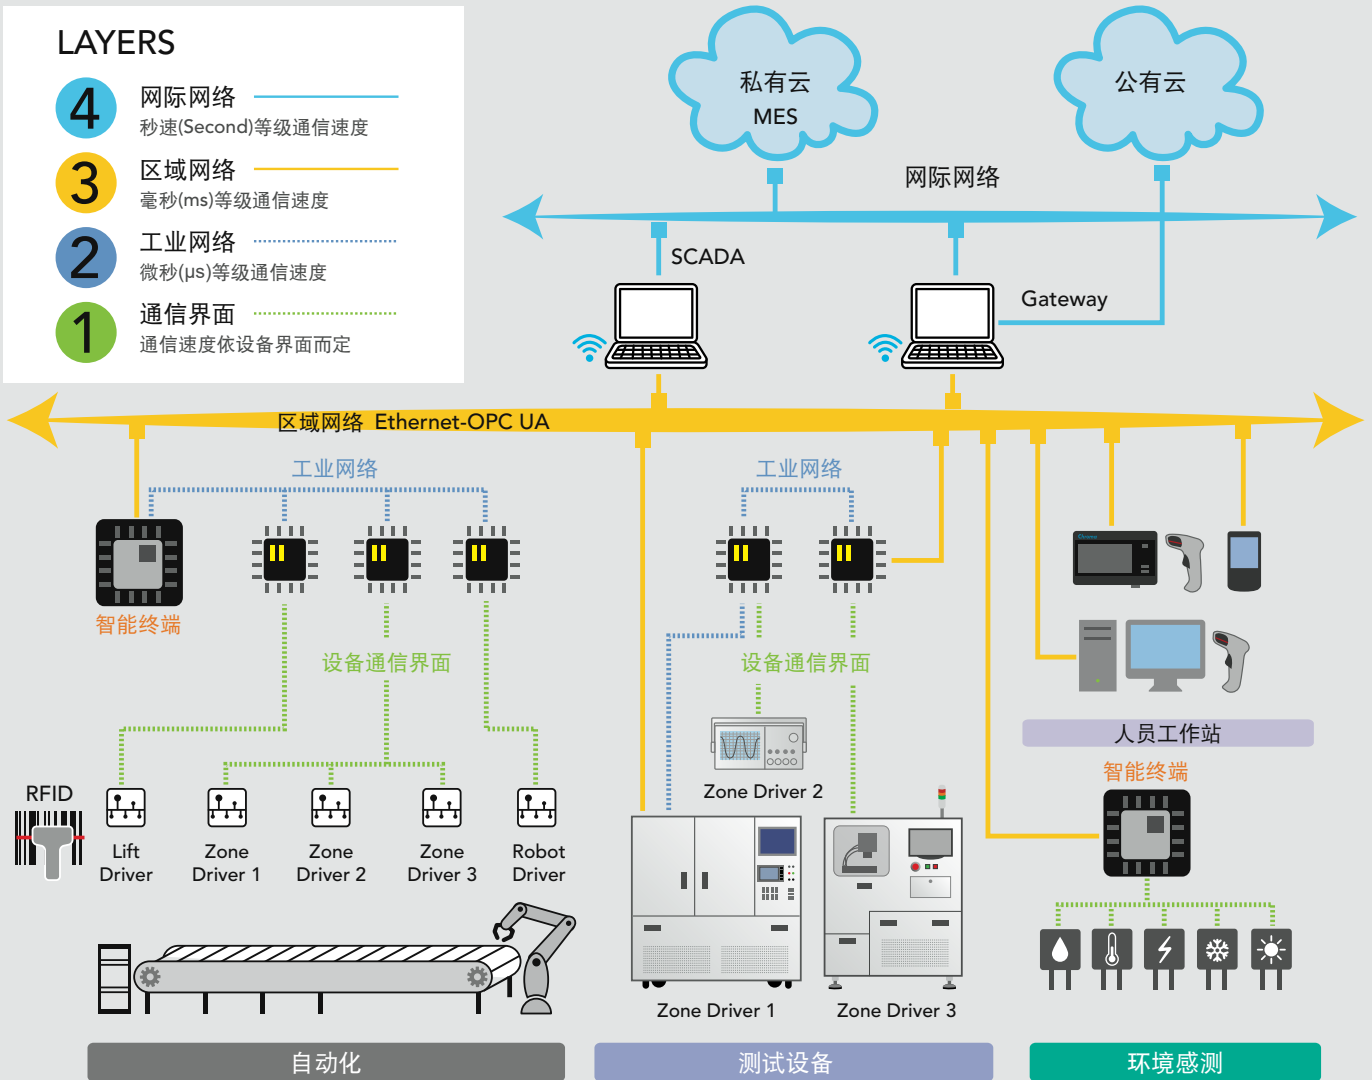 LAYERS
4
网际网络
秒速(Second)等级通信速度
3
区域网络
毫秒(ms)等级通信速度
2
工业网络
微秒(μs)等级通信速度
1
通信界面
通信速度依设备界面而定
私有云
MES
公有云
网际网络
SCADA
Gateway
区域网络 Ethernet-OPC UA
工业网络
工业网络
智能终端
设备通信界面
设备通信界面
人员工作站
智能终端
RFID
Lift
Driver
Zone
Driver 1
Zone
Driver 2
Zone
Driver 3
Robot
Driver
Zone Driver 2
Zone Driver 1
Zone Driver 3
自动化
测试设备
环境感测